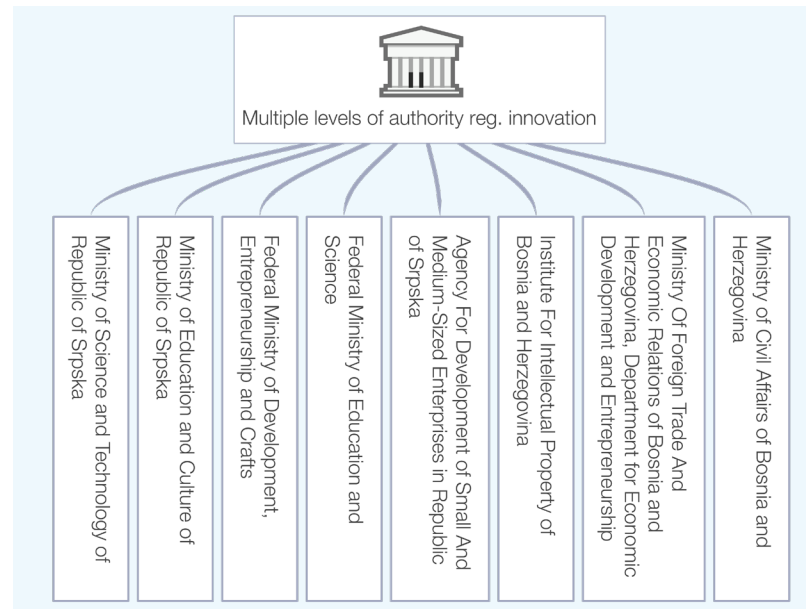 Multiple levels of authority reg. innovation
Ministry of Science and Technology of
Republic of Srpska
Ministry of Education and Culture of
Republic of Srpska
Federal Ministry of Development,
Entrepreneurship and Crafts
Federal Ministry of Education and
Science
Agency For Development of Small And
Medium-Sized Enterprises in Republic
of Srpska
Institute For Intellectual Property of
Bosnia and Herzegovina
Ministry Of Foreign Trade And
Economic Relations of Bosnia and
Herzegovina, Department for Economic
Development and Entrepreneurship
Ministry of Civil Affairs of Bosnia and
Herzegovina